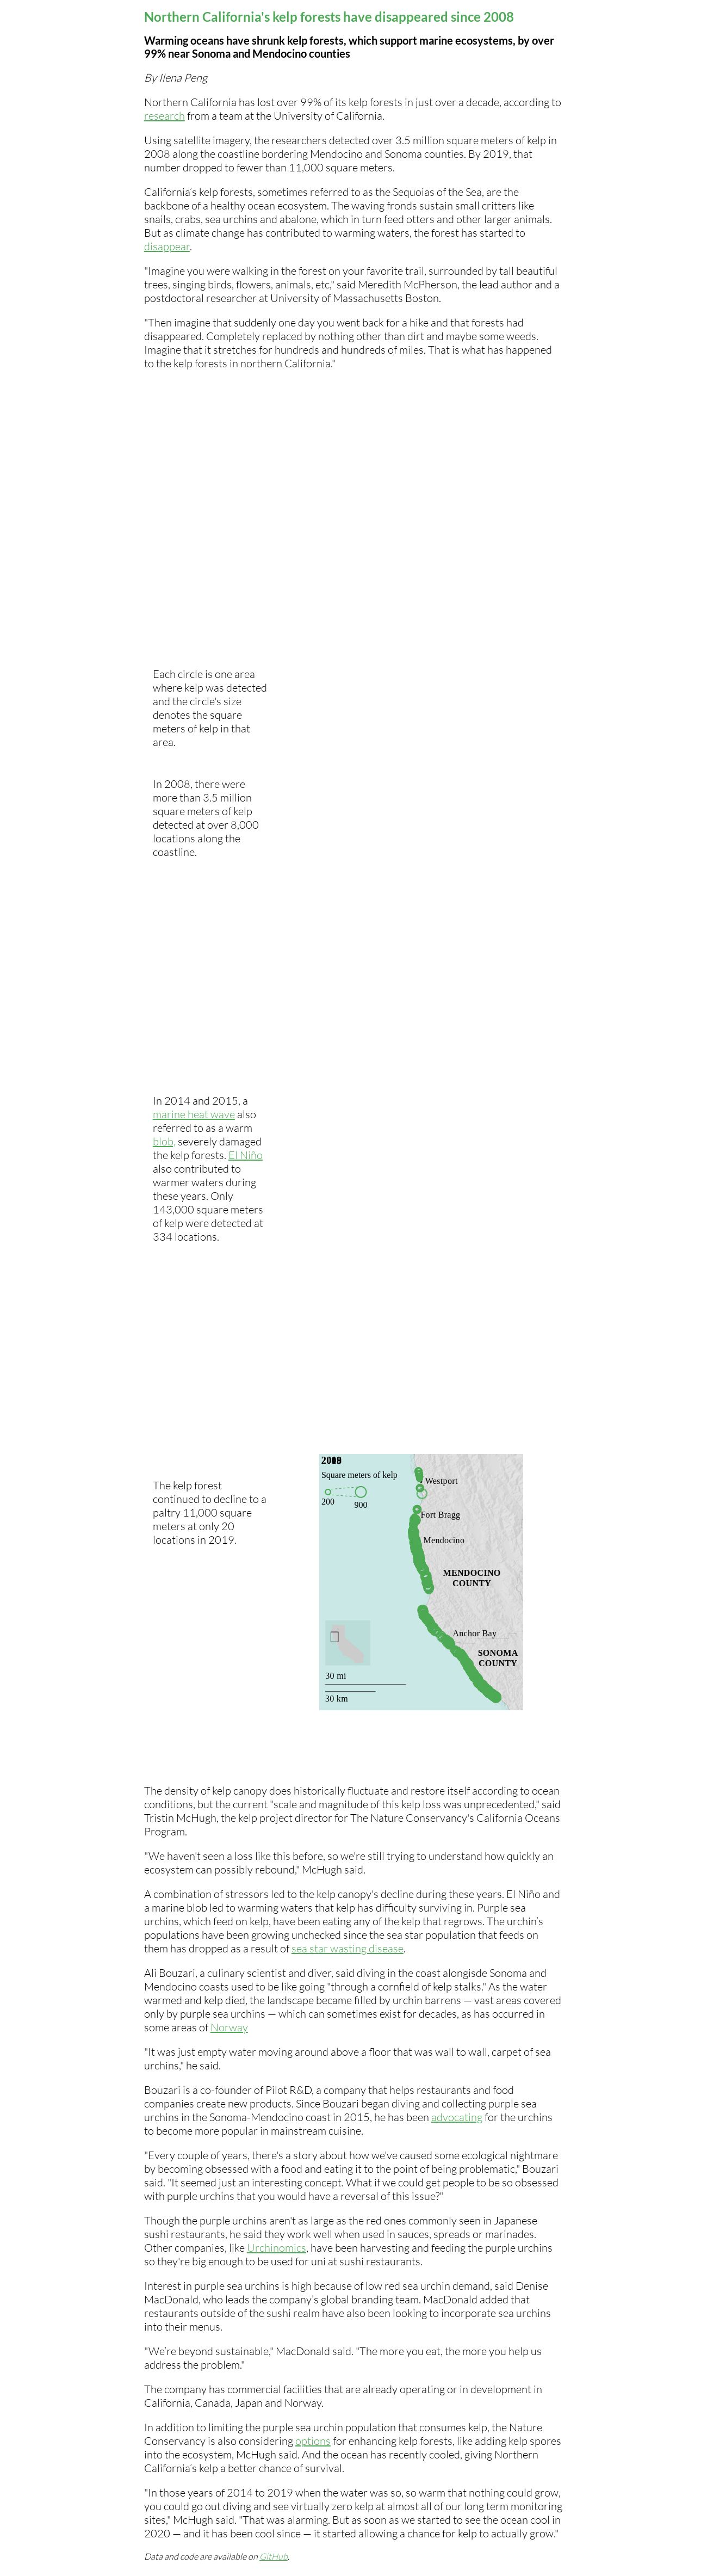 Northern California's kelp forests have disappeared since 2008
Warming oceans have shrunk kelp forests, which support marine ecosystems, by over
99% near Sonoma and Mendocino counties
By Ilena Peng
Northern California has lost over 99% of its kelp forests in just over a decade, according to
research from a team at the University of California.
Using satellite imagery, the researchers detected over 3.5 million square meters of kelp in
2008 along the coastline bordering Mendocino and Sonoma counties. By 2019, that
number dropped to fewer than 11,000 square meters.
California's kelp forests, sometimes referred to as the Sequoias of the Sea, are the
backbone of a healthy ocean ecosystem. The waving fronds sustain small critters like
snails, crabs, sea urchins and abalone, which in turn feed otters and other larger animals.
But as climate change has contributed to warming waters, the forest has started to
disappear.
"Imagine you were walking in the forest on your favorite trail, surrounded by tall beautiful
trees, singing birds, flowers, animals, etc," said Meredith McPherson, the lead author and a
postdoctoral researcher at University of Massachusetts Boston.
"Then imagine that suddenly one day you went back for a hike and that forests had
disappeared. Completely replaced by nothing other than dirt and maybe some weeds.
Imagine that it stretches for hundreds and hundreds of miles. That is what has happened
to the kelp forests in northern California."
Each circle is one area
where kelp was detected
and the circle's size
denotes the square
meters of kelp in that
area.
In 2008, there were
more than 3.5 million
square meters of kelp
detected at over 8,000
locations along the
coastline.
In 2014 and 2015, a
marine heat wave also
referred to as a warm
blob, severely damaged
the kelp forests. El Niño
also contributed to
warmer waters during
these years. Only
143,000 square meters
of kelp were detected at
334 locations.
The kelp forest
continued to decline to a
paltry 11,000 square
meters at only 20
locations in 2019.
Square meters of kelp
200
900
Westport
Fort Bragg
Mendocino
MENDOCINO
COUNTY
Anchor Bay
SONOMA
COUNTY
30 mi
30 km
The density of kelp canopy does historically fluctuate and restore itself according to ocean
conditions, but the current "scale and magnitude of this kelp loss was unprecedented," said
Tristin McHugh, the kelp project director for The Nature Conservancy's California Oceans
Program.
"We haven't seen a loss like this before, so we're still trying to understand how quickly an
ecosystem can possibly rebound," McHugh said.
A combination of stressors led to the kelp canopy's decline during these years. El Niño and
a marine blob led to warming waters that kelp has difficulty surviving in. Purple sea
urchins, which feed on kelp, have been eating any of the kelp that regrows. The urchin's
populations have been growing unchecked since the sea star population that feeds on
them has dropped as a result of sea star wasting disease.
Ali Bouzari, a culinary scientist and diver, said diving in the coast alongisde Sonoma and
Mendocino coasts used to be like going "through a cornfield of kelp stalks." As the water
warmed and kelp died, the landscape became filled by urchin barrens — vast areas covered
only by purple sea urchins — which can sometimes exist for decades, as has occurred in
some areas of Norway
"It was just empty water moving around above a floor that was wall to wall, carpet of sea
urchins," he said.
Bouzari is a co-founder of Pilot R&D, a company that helps restaurants and food
companies create new products. Since Bouzari began diving and collecting purple sea
urchins in the Sonoma-Mendocino coast in 2015, he has been advocating for the urchins
to become more popular in mainstream cuisine.
"Every couple of years, there's a story about how we've caused some ecological nightmare
by becoming obsessed with a food and eating it to the point of being problematic," Bouzari
said. "It seemed just an interesting concept. What if we could get people to be so obsessed
with purple urchins that you would have a reversal of this issue?"
Though the purple urchins aren't as large as the red ones commonly seen in Japanese
sushi restaurants, he said they work well when used in sauces, spreads or marinades.
Other companies, like Urchinomics, have been harvesting and feeding the purple urchins
so they're big enough to be used for uni at sushi restaurants.
Interest in purple sea urchins is high because of low red sea urchin demand, said Denise
MacDonald, who leads the company's global branding team. MacDonald added that
restaurants outside of the sushi realm have also been looking to incorporate sea urchins
into their menus.
"We're beyond sustainable," MacDonald said. "The more you eat, the more you help us
address the problem."
The company has commercial facilities that are already operating or in development in
California, Canada, Japan and Norway.
In addition to limiting the purple sea urchin population that consumes kelp, the Nature
Conservancy is also considering options for enhancing kelp forests, like adding kelp spores
into the ecosystem, McHugh said. And the ocean has recently cooled, giving Northern
California's kelp a better chance of survival.
"In those years of 2014 to 2019 when the water was so, so warm that nothing could grow,
you could go out diving and see virtually zero kelp at almost all of our long term monitoring
sites," McHugh said. "That was alarming. But as soon as we started to see the ocean cool in
2020 — and it has been cool since — it started allowing a chance for kelp to actually grow."
Data and code are available on GitHub.